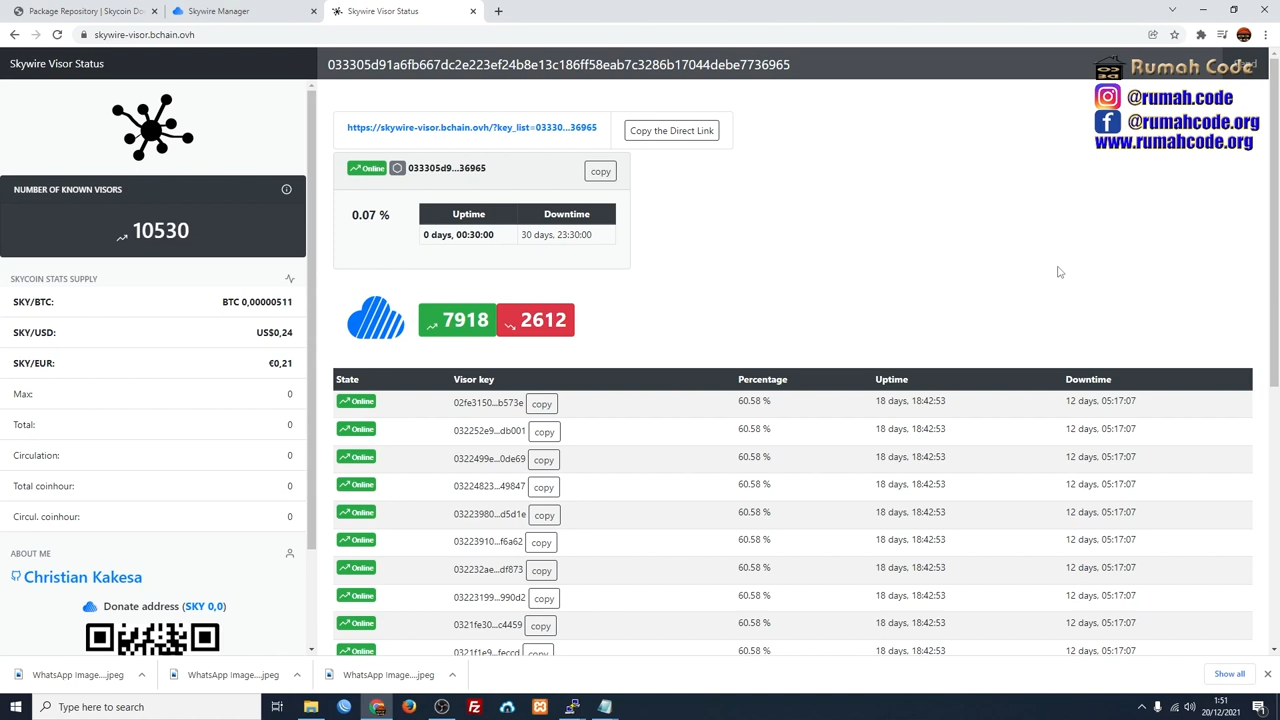 Package Repository | Skycoin Do
Skywire Manager
Skywire Visor Status
skywire-visor.bchain.ovh
Skywire Visor Status
033305d91a6fb667dc2e223ef24b8e13c186ff58eab7c3286b17044debe7736965
Rumah Code
@rumah.code
@rumahcode.org
www.rumahcode.org
https://skywire-visor.bchain.ovh/?key_list=03330...36965
Copy the Direct Link
Online
033305d9...36965
copy
0.07 %
Uptime
Downtime
0 days, 00:30:00
30 days, 23:30:00
NUMBER OF KNOWN VISORS
10530
SKYCOIN STATS SUPPLY
SKY/BTC: BTC 0,00000511
SKY/USD: US$0,24
SKY/EUR: €0,21
Max: 0
Total: 0
Circulation: 0
Total coinhour: 0
Circul. coinhour: 0
ABOUT ME
Christian Kakesa
Donate address (SKY 0,0)
7918 2612
State Visor key Percentage Uptime Downtime
Online 02fe3150...b573e copy 60.58 % 18 days, 18:42:53 12 days, 05:17:07
Online 032252e9...db001 copy 60.58 % 18 days, 18:42:53 12 days, 05:17:07
Online 0322499e...0de69 copy 60.58 % 18 days, 18:42:53 12 days, 05:17:07
Online 03224823...49847 copy 60.58 % 18 days, 18:42:53 12 days, 05:17:07
Online 03223980...d5d1e copy 60.58 % 18 days, 18:42:53 12 days, 05:17:07
Online 03223910...f6a62 copy 60.58 % 18 days, 18:42:53 12 days, 05:17:07
Online 032232ae...df873 copy 60.58 % 18 days, 18:42:53 12 days, 05:17:07
Online 03223199...990d2 copy 60.58 % 18 days, 18:42:53 12 days, 05:17:07
Online 0321fe30...c4459 copy 60.58 % 18 days, 18:42:53 12 days, 05:17:07
Online 0321f1e9...feccd copy 60.58 % 18 days, 18:42:53 12 days, 05:17:07
WhatsApp Image....jpeg
WhatsApp Image....jpeg
WhatsApp Image....jpeg
Show all
Type here to search
1:51
20/12/2021